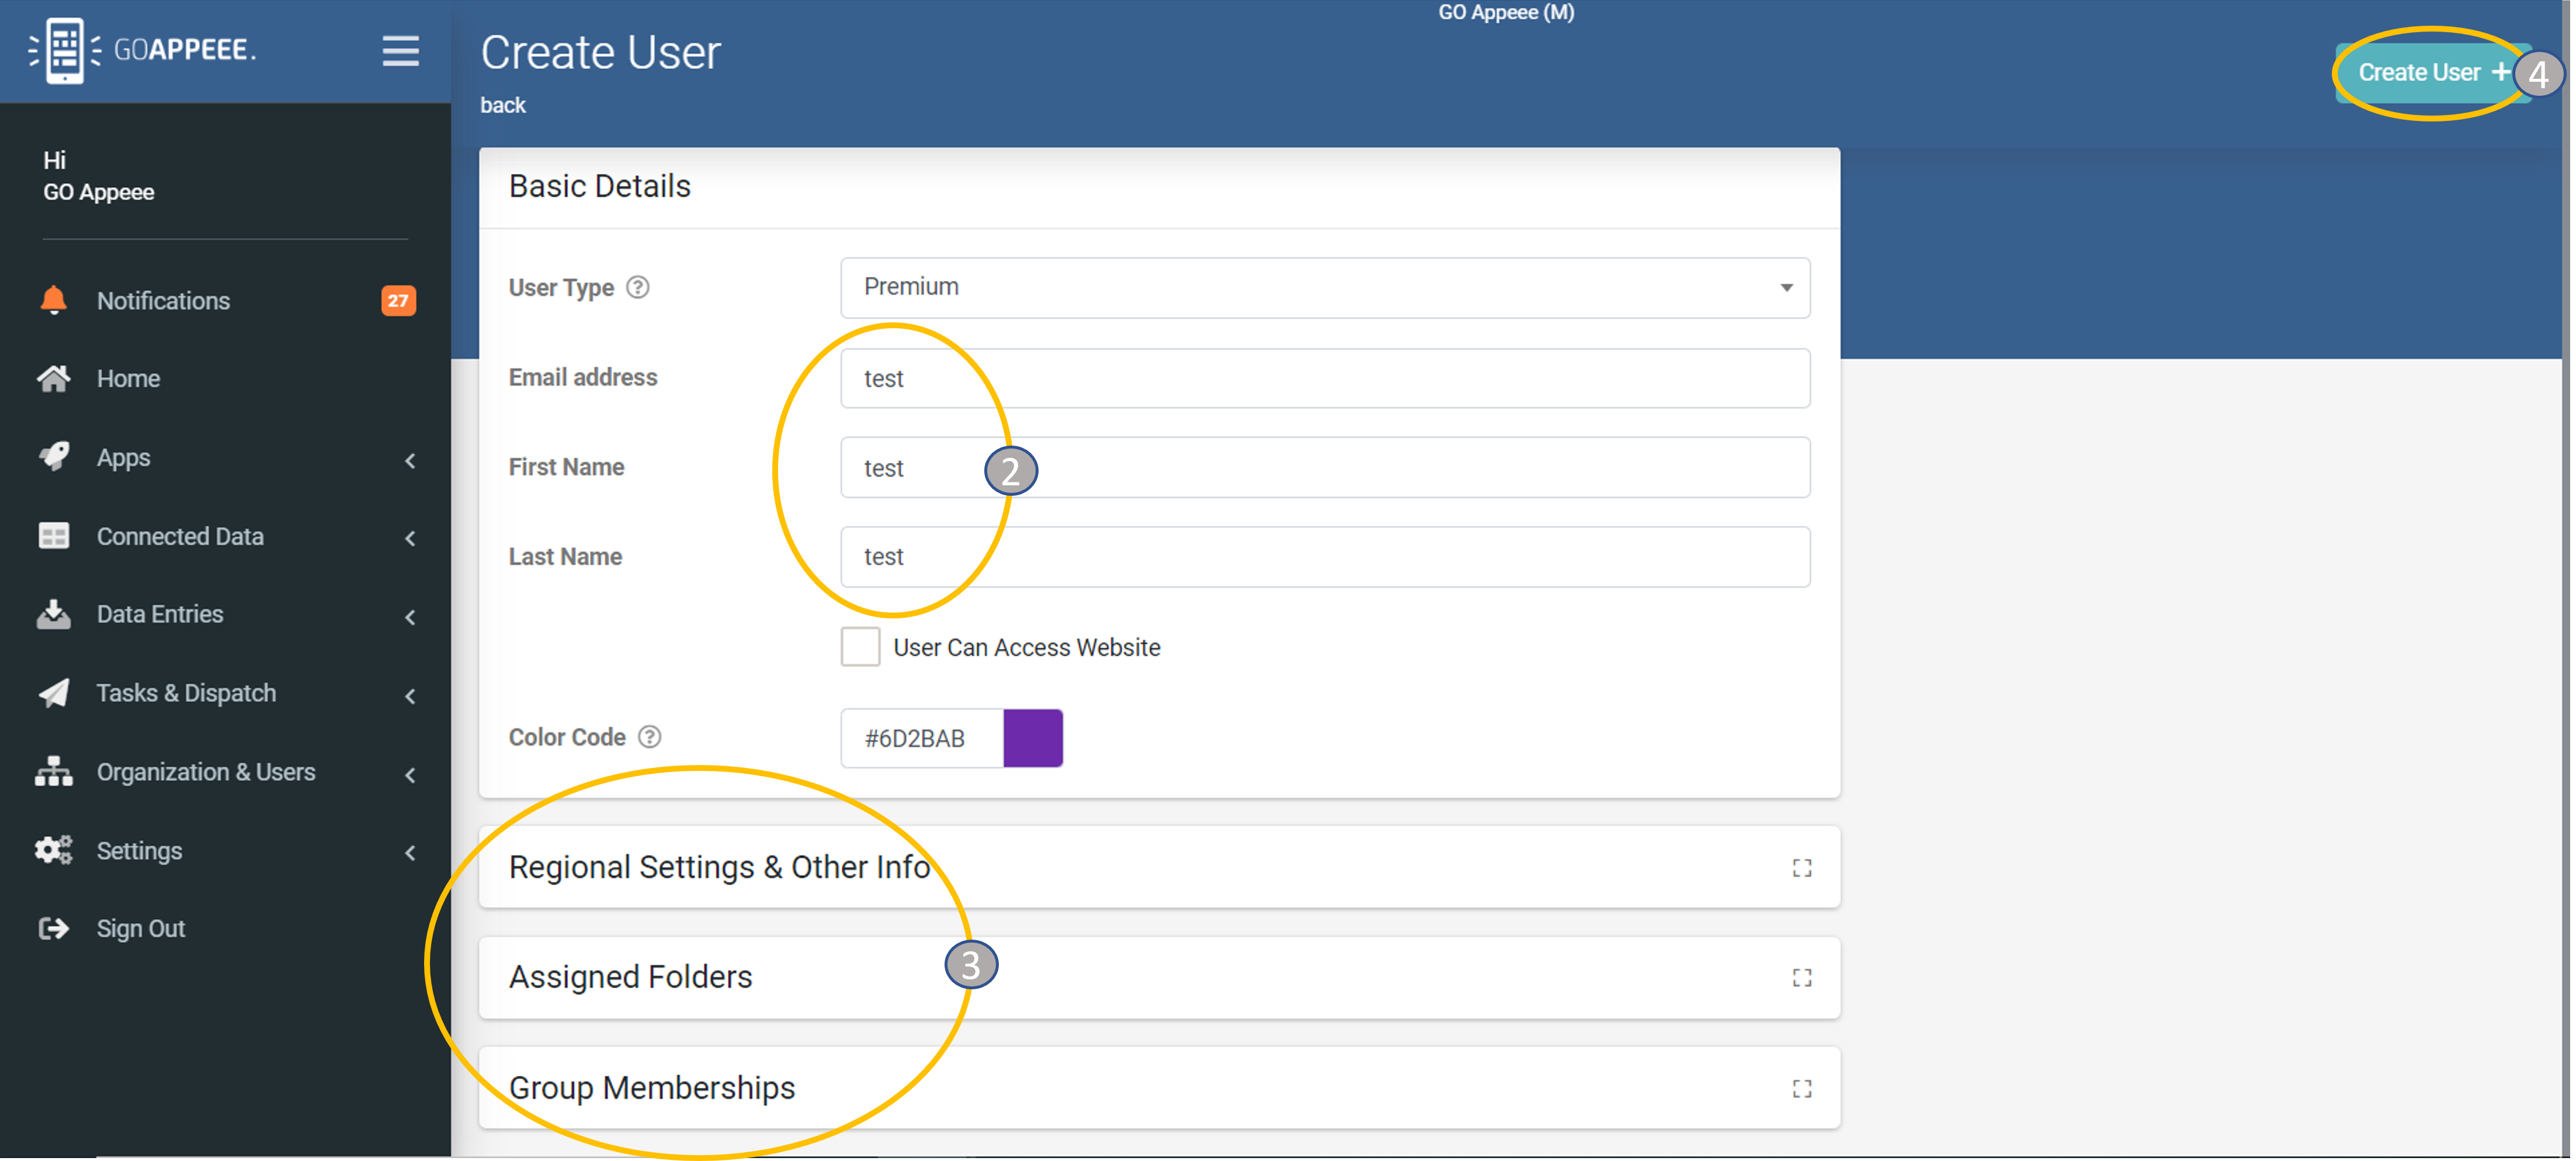 GOAPPEEE.
Hi
GO Appeee
Notifications 27
Home
Apps
Connected Data
Data Entries
Tasks & Dispatch
Organization & Users
Settings
Sign Out
GO Appeee (M)
Create User
back
Create User + 4
Basic Details
User Type ? Premium
Email address test
First Name test 2
Last Name test
User Can Access Website
Color Code ? #6D2BAB
Regional Settings & Other Info
Assigned Folders 3
Group Memberships